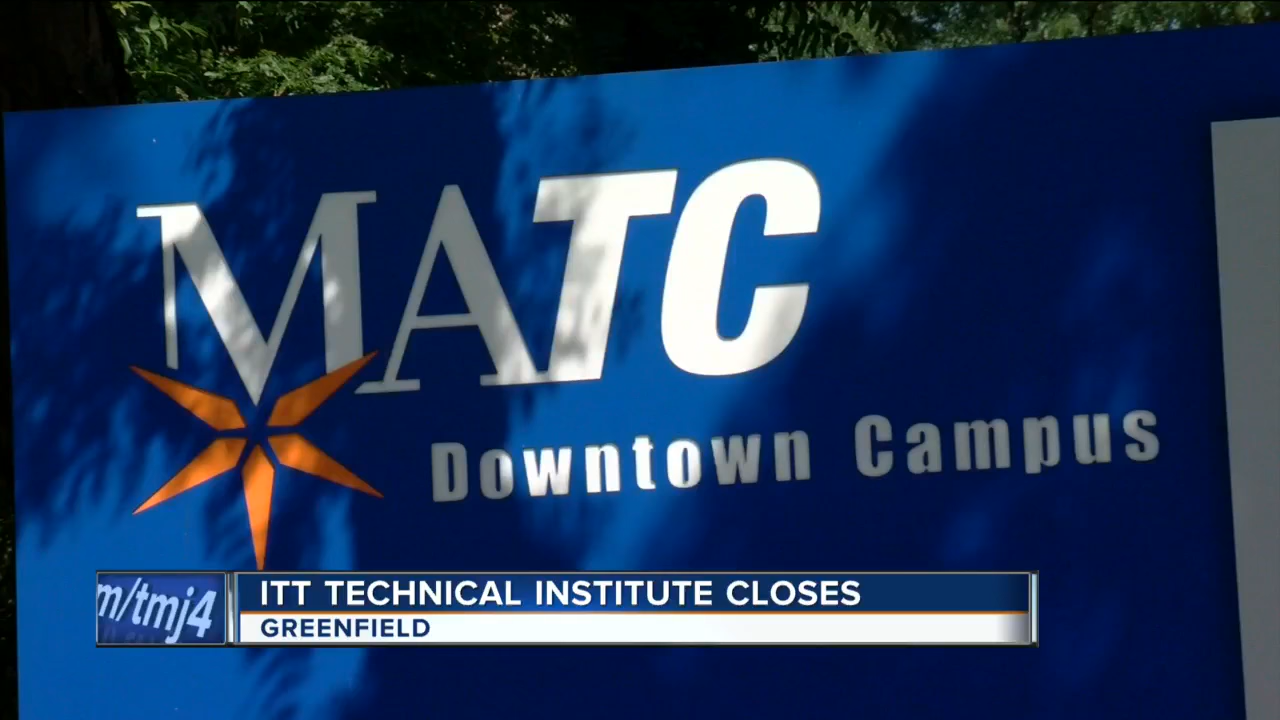 MATC
Downtown Campus
m/tmj4
ITT TECHNICAL INSTITUTE CLOSES
GREENFIELD